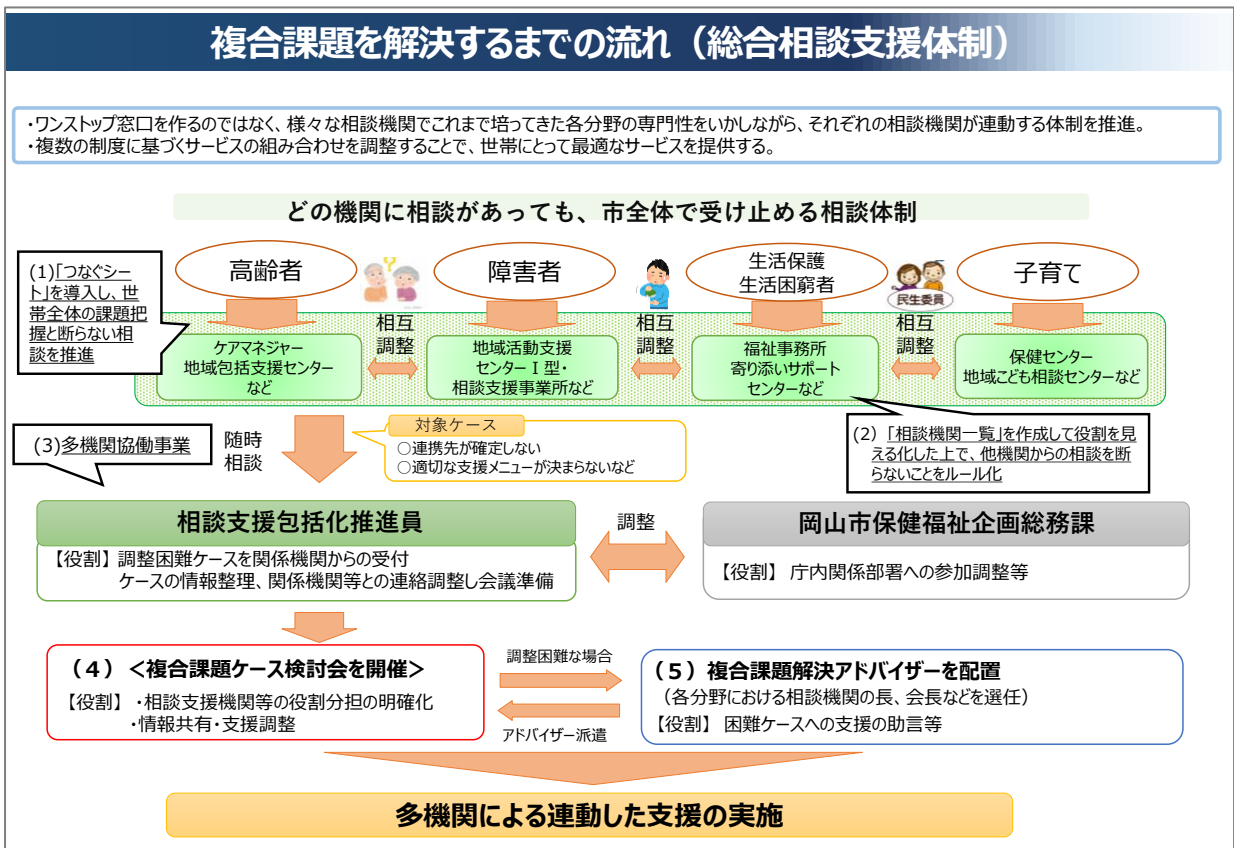 複合課題を解決するまでの流れ（総合相談支援体制）
・ワンストップ窓口を作るのではなく、様々な相談機関でこれまで培ってきた各分野の専門性をいかしながら、それぞれの相談機関が連動する体制を推進。
・複数の制度に基づくサービスの組み合わせを調整することで、世帯にとって最適なサービスを提供する。
どの機関に相談があっても、市全体で受け止める相談体制
(1)「つなぐシー
ト」を導入し、世
帯全体の課題把
握と断らない相
談を推進
高齢者
障害者
生活保護
生活困窮者
民生委員
子育て
ケアマネジャー
地域包括支援センター
など
相互
調整
地域活動支援
センターⅠ型・
相談支援事業所など
相互
調整
福祉事務所
寄り添いサポート
センターなど
相互
調整
保健センター
地域こども相談センターなど
(3)多機関協働事業
随時
相談
対象ケース
○連携先が確定しない
○適切な支援メニューが決まらないなど
(2) 「相談機関一覧」を作成して役割を見
える化した上で、他機関からの相談を断
らないことをルール化
相談支援包括化推進員
【役割】調整困難ケースを関係機関からの受付
ケースの情報整理、関係機関等との連絡調整し会議準備
調整
岡山市保健福祉企画総務課
【役割】 庁内関係部署への参加調整等
（４）＜複合課題ケース検討会を開催＞
【役割】 ・相談支援機関等の役割分担の明確化
・情報共有・支援調整
調整困難な場合
アドバイザー派遣
（５）複合課題解決アドバイザーを配置
（各分野における相談機関の長、会長などを選任）
【役割】 困難ケースへの支援の助言等
多機関による連動した支援の実施